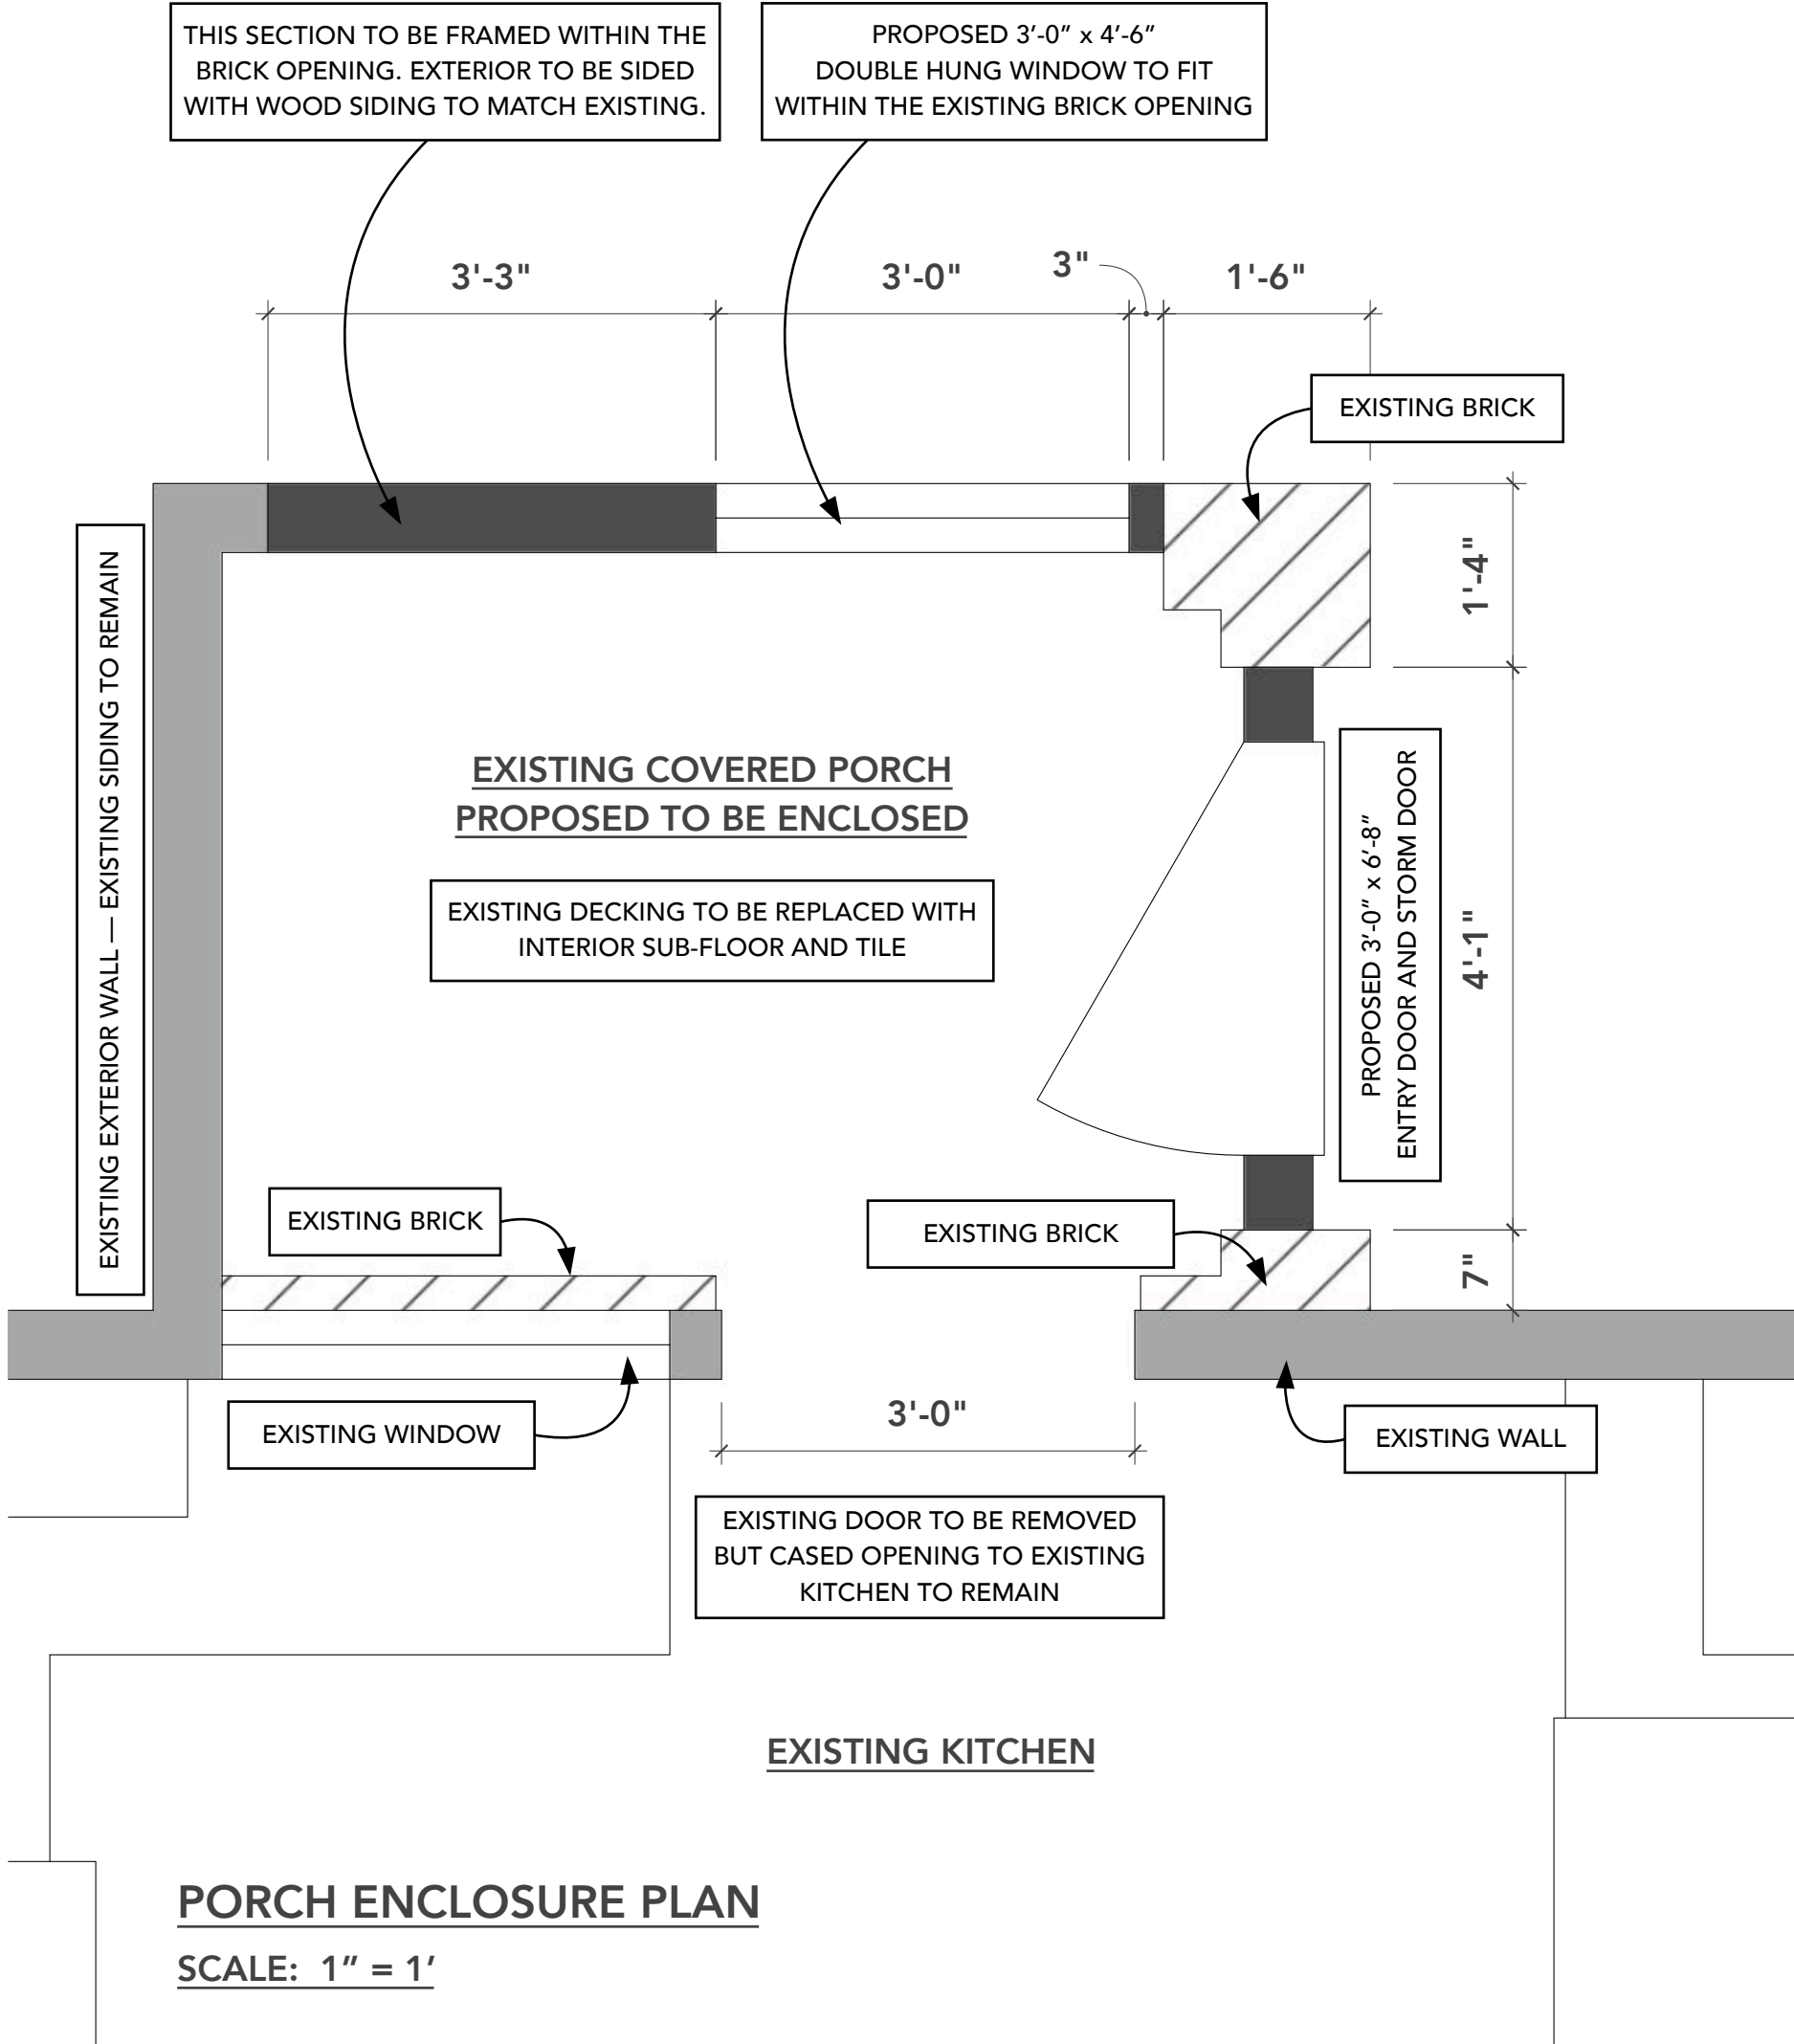 THIS SECTION TO BE FRAMED WITHIN THE
BRICK OPENING. EXTERIOR TO BE SIDED
WITH WOOD SIDING TO MATCH EXISTING.
PROPOSED 3′-0″ x 4′-6″
DOUBLE HUNG WINDOW TO FIT
WITHIN THE EXISTING BRICK OPENING
3'-3"
3'-0"
3"
1'-6"
EXISTING BRICK
EXISTING EXTERIOR WALL — EXISTING SIDING TO REMAIN
1'-4"
EXISTING COVERED PORCH
PROPOSED TO BE ENCLOSED
EXISTING DECKING TO BE REPLACED WITH
INTERIOR SUB-FLOOR AND TILE
PROPOSED 3′-0″ x 6′-8″
ENTRY DOOR AND STORM DOOR
4'-1"
EXISTING BRICK
EXISTING BRICK
7"
EXISTING WINDOW
3'-0"
EXISTING WALL
EXISTING DOOR TO BE REMOVED
BUT CASED OPENING TO EXISTING
KITCHEN TO REMAIN
EXISTING KITCHEN
PORCH ENCLOSURE PLAN
SCALE: 1″ = 1′